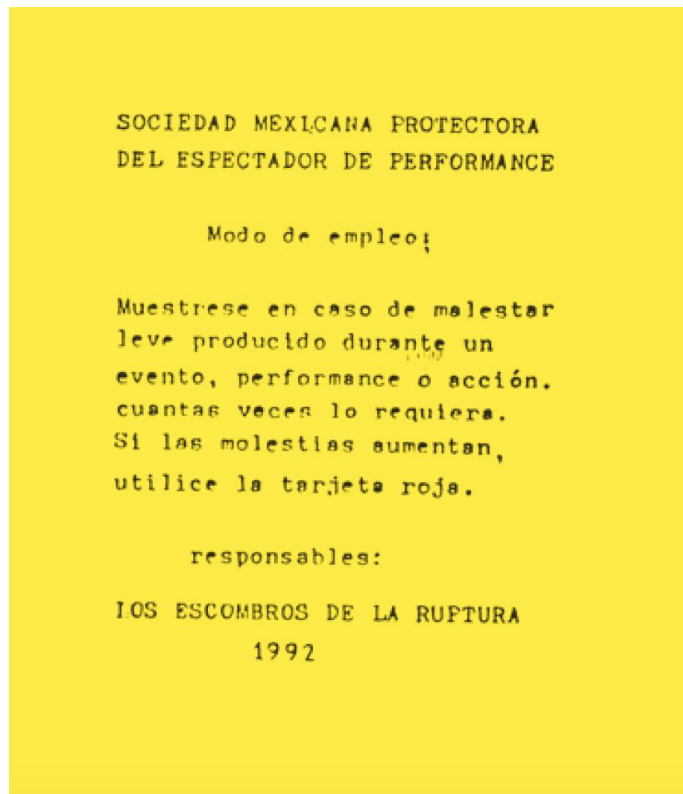 SOCIEDAD MEXICANA PROTECTORA
DEL ESPECTADOR DE PERFORMANCE
Modo de empleo;
Muestrese en caso de malestar
leve producido durante un
evento, performance o acción.
cuantas veces lo requiera.
Si las molestias aumentan,
utilice la tarjeta roja.
responsables:
LOS ESCOMBROS DE LA RUPTURA
1992